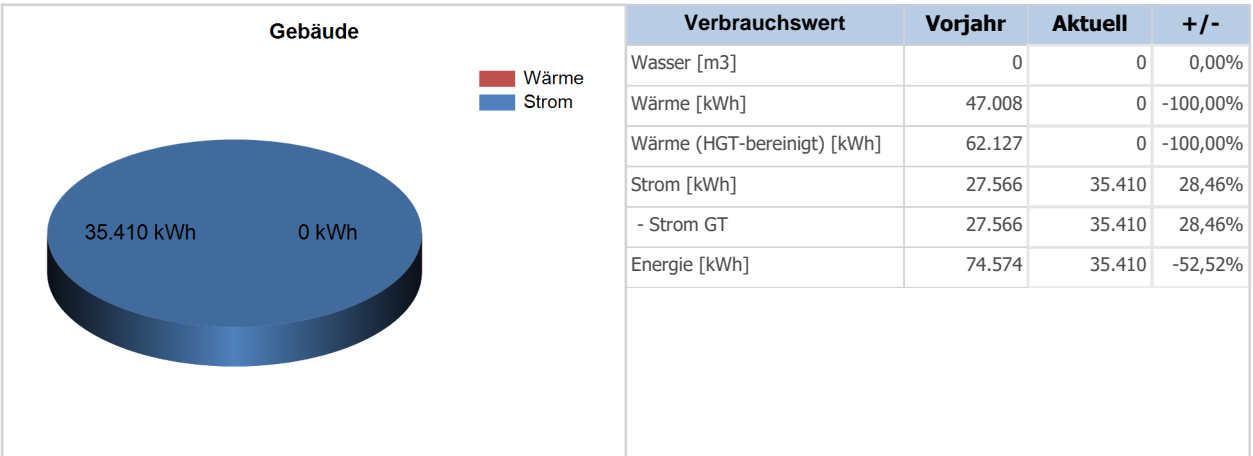 Gebäude
Wärme
Strom
35.410 kWh 0 kWh
Verbrauchswert Vorjahr Aktuell +/-
Wasser [m3] 0 0 0,00%
Wärme [kWh] 47.008 0 -100,00%
Wärme (HGT-bereinigt) [kWh] 62.127 0 -100,00%
Strom [kWh] 27.566 35.410 28,46%
- Strom GT 27.566 35.410 28,46%
Energie [kWh] 74.574 35.410 -52,52%